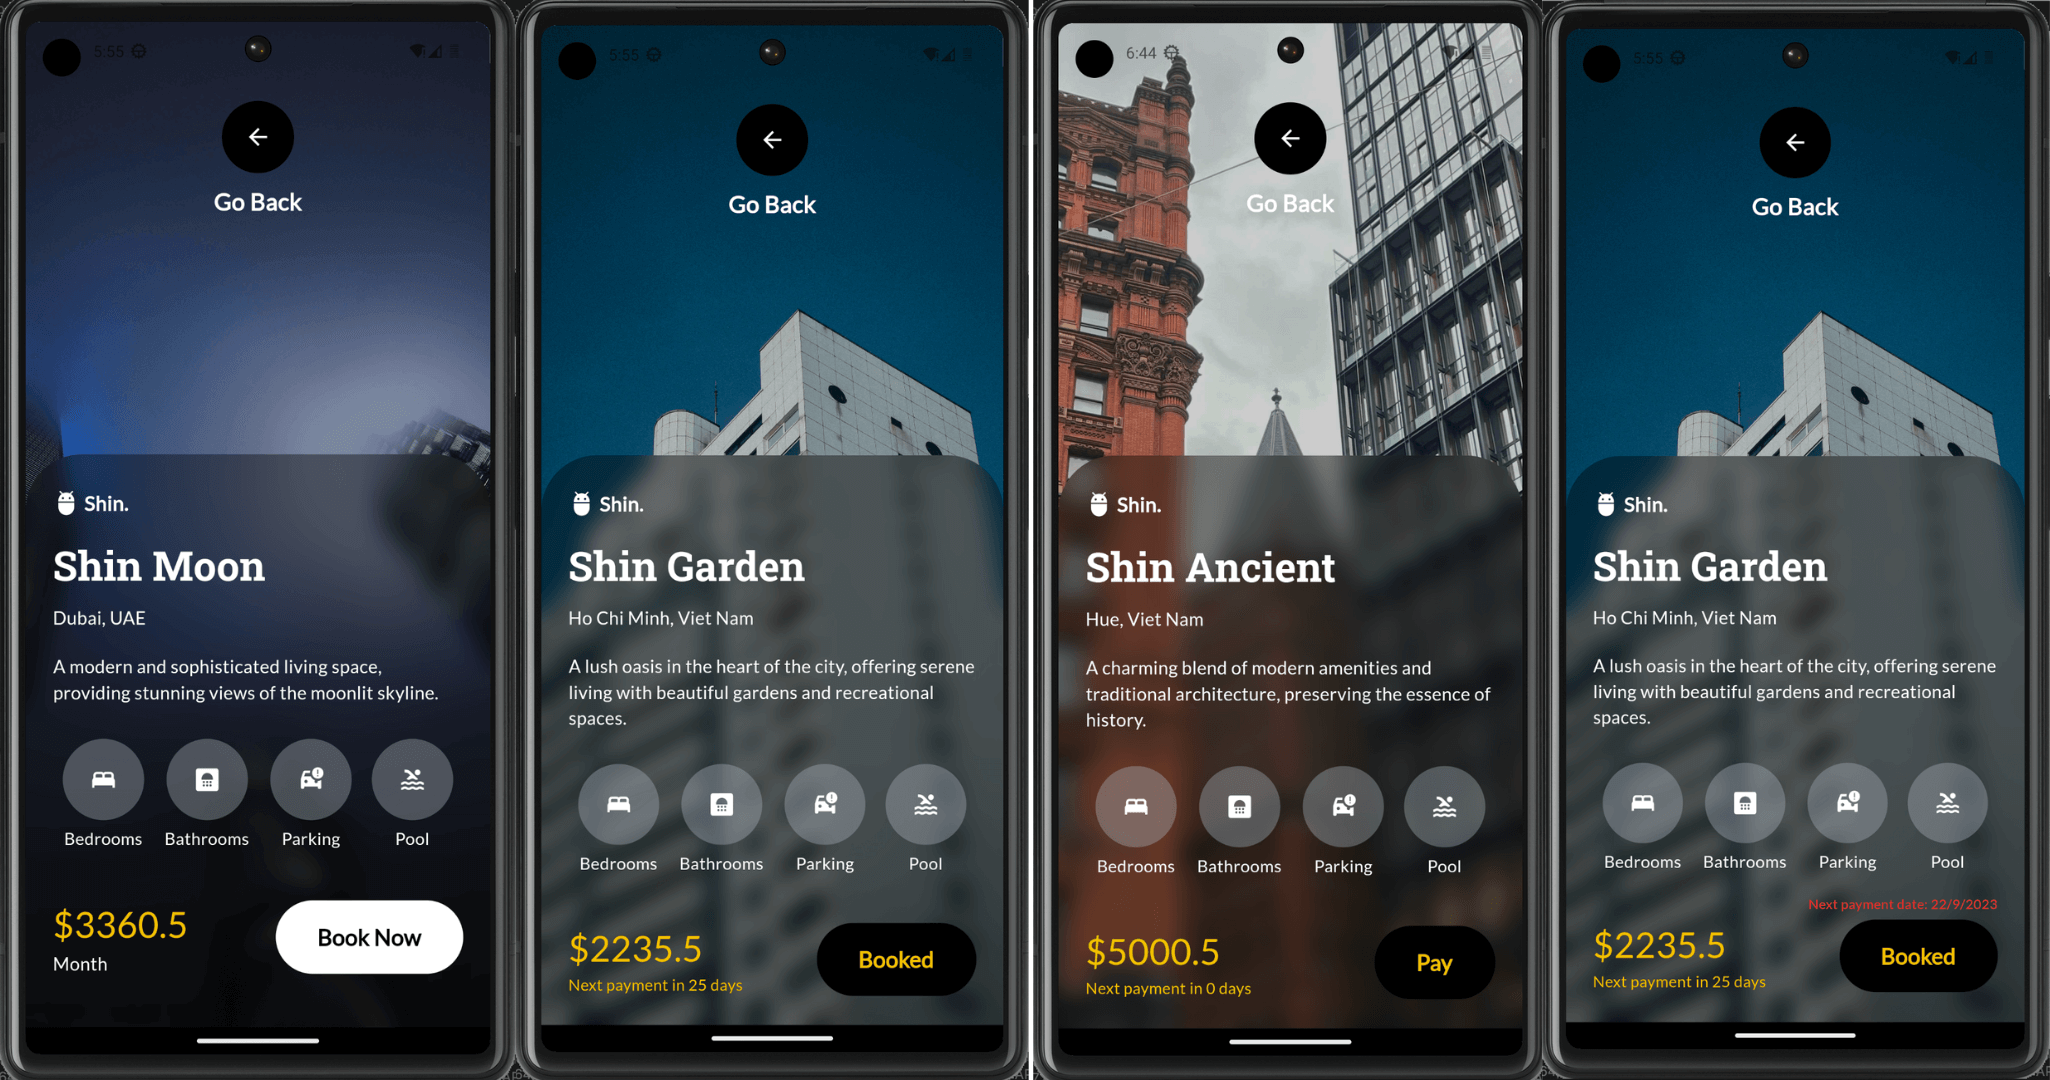 5:55
Go Back
Shin.
Shin Moon
Dubai, UAE
A modern and sophisticated living space,
providing stunning views of the moonlit skyline.
Bedrooms Bathrooms Parking Pool
$3360.5
Month
Book Now
5:55
Go Back
Shin.
Shin Garden
Ho Chi Minh, Viet Nam
A lush oasis in the heart of the city, offering serene
living with beautiful gardens and recreational
spaces.
Bedrooms Bathrooms Parking Pool
$2235.5
Next payment in 25 days
Booked
6:44
Go Back
Shin.
Shin Ancient
Hue, Viet Nam
A charming blend of modern amenities and
traditional architecture, preserving the essence of
history.
Bedrooms Bathrooms Parking Pool
$5000.5
Next payment in 0 days
Pay
5:55
Go Back
Shin.
Shin Garden
Ho Chi Minh, Viet Nam
A lush oasis in the heart of the city, offering serene
living with beautiful gardens and recreational
spaces.
Bedrooms Bathrooms Parking Pool
Next payment date: 22/9/2023
$2235.5
Next payment in 25 days
Booked